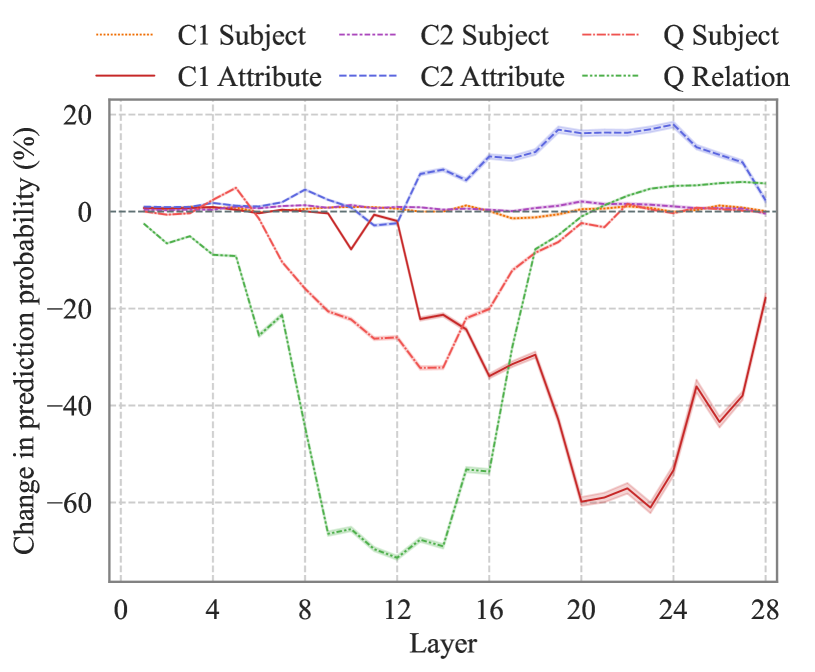 C1 Subject C2 Subject Q Subject
C1 Attribute C2 Attribute Q Relation
Change in prediction probability (%)
20
0
−20
−40
−60
0 4 8 12 16 20 24 28
Layer